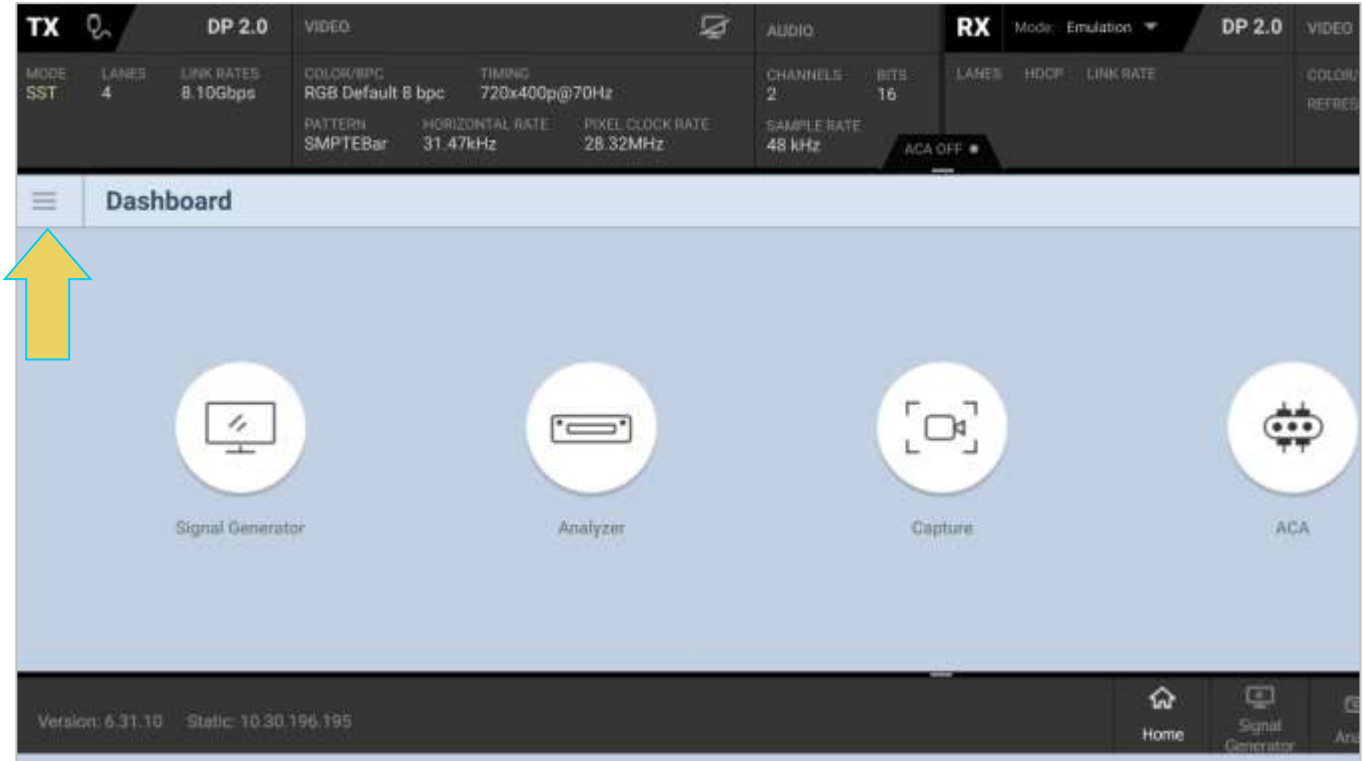 TX DP 2.0 VIDEO AUDIO RX Mode: Emulation DP 2.0 VIDEO
MODE LANES LINK RATES COLOR/BPC TIMING CHANNELS BITS LANES HDCP LINK RATE COLOR/
SST 4 8.10Gbps RGB Default 8 bpc 720x400p@70Hz 2 16 REFRES
PATTERN HORIZONTAL RATE PIXEL CLOCK RATE SAMPLE RATE
SMPTEBar 31.47kHz 28.32MHz 48 kHz ACA OFF
Dashboard
Signal Generator Analyzer Capture ACA
Version: 6.31.10 Static: 10.30.196.195 Home Signal Generator Ana